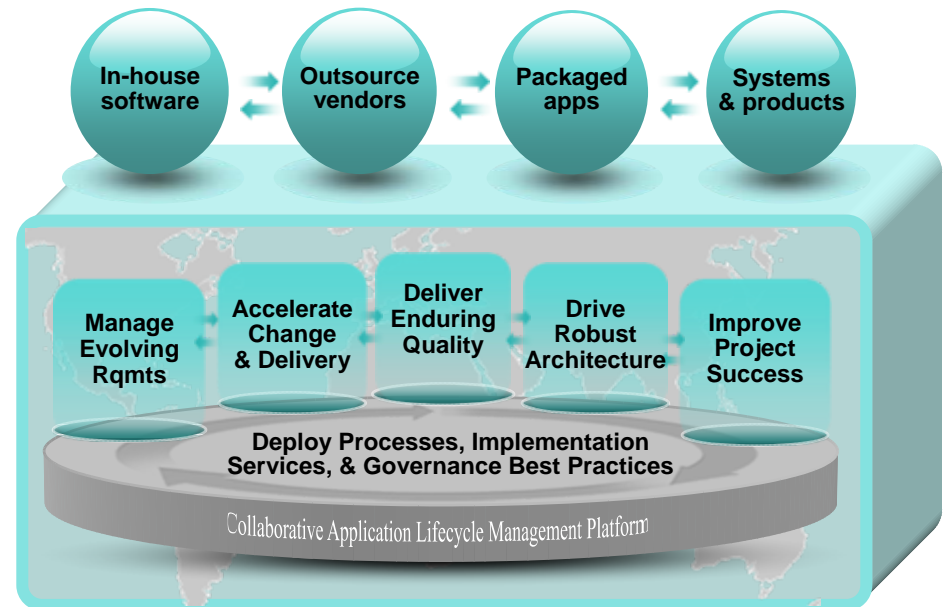 In-house
software
Outsource
vendors
Packaged
apps
Systems
& products
Manage
Evolving
Rqmts
Accelerate
Change
& Delivery
Deliver
Enduring
Quality
Drive
Robust
Architecture
Improve
Project
Success
Deploy Processes, Implementation
Services, & Governance Best Practices
Collaborative Application Lifecycle Management Platform